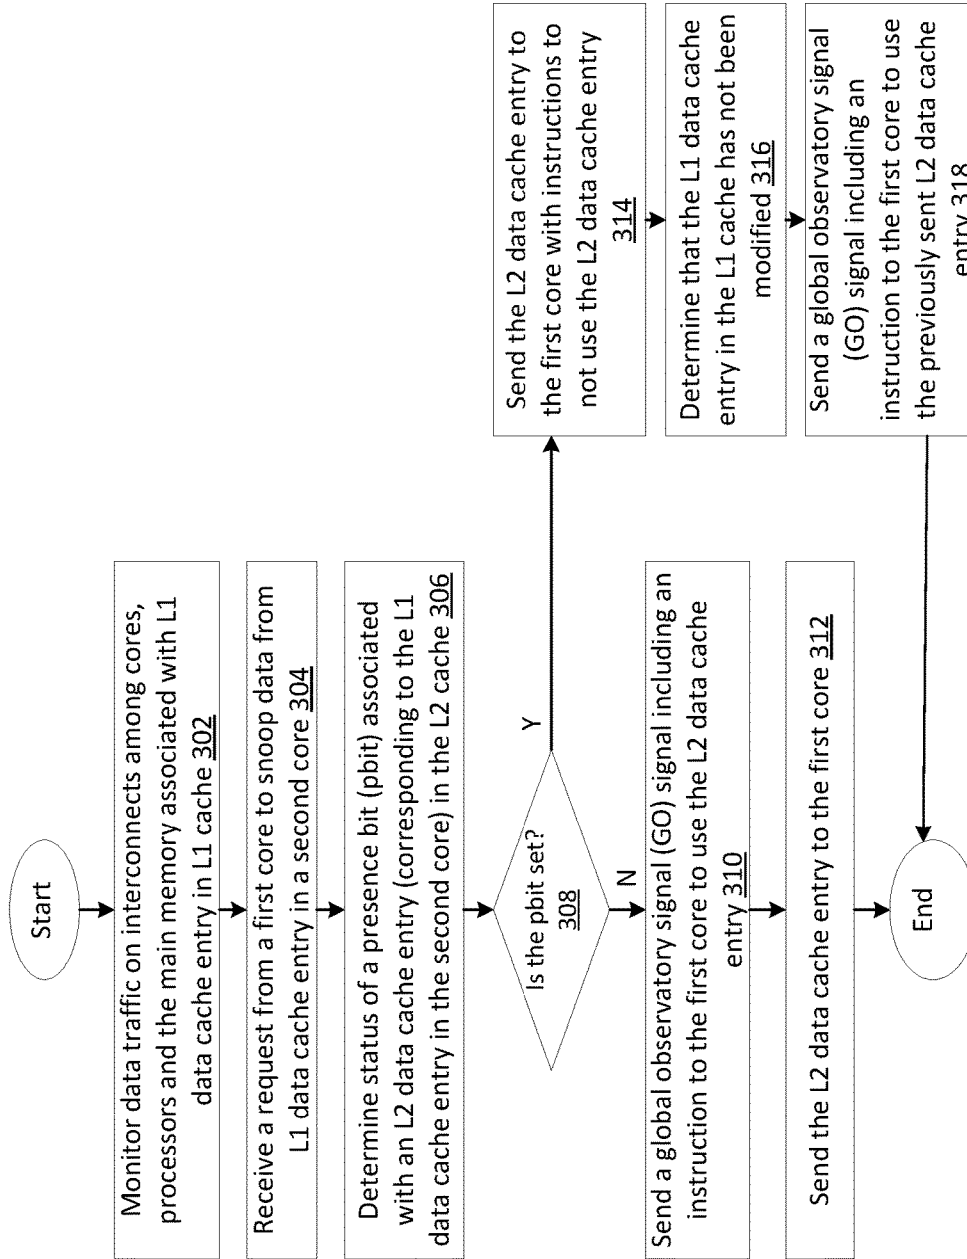 Start
Monitor data traffic on interconnects among cores,
processors and the main memory associated with L1
data cache entry in L1 cache 302
Receive a request from a first core to snoop data from
L1 data cache entry in a second core 304
Determine status of a presence bit (pbit) associated
with an L2 data cache entry (corresponding to the L1
data cache entry in the second core) in the L2 cache 306
Is the pbit set?
308
Y
N
Send a global observatory signal (GO) signal including an
instruction to the first core to use the L2 data cache
entry 310
Send the L2 data cache entry to the first core 312
End
Send the L2 data cache entry to
the first core with instructions to
not use the L2 data cache entry
314
Determine that the L1 data cache
entry in the L1 cache has not been
modified 316
Send a global observatory signal
(GO) signal including an
instruction to the first core to use
the previously sent L2 data cache
entry 318